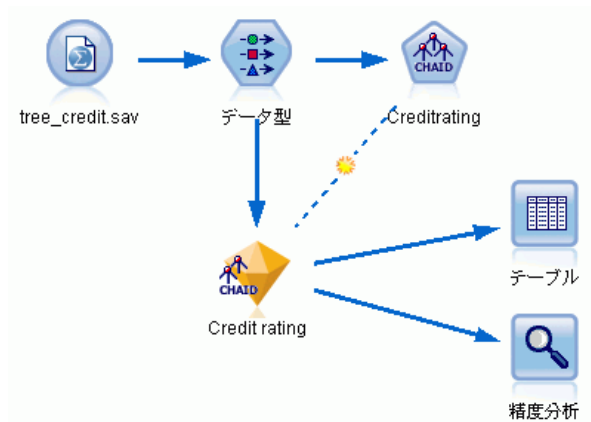 CHAID
tree_credit.sav
データ型
Creditrating
CHAID
Credit rating
テーブル
精度分析